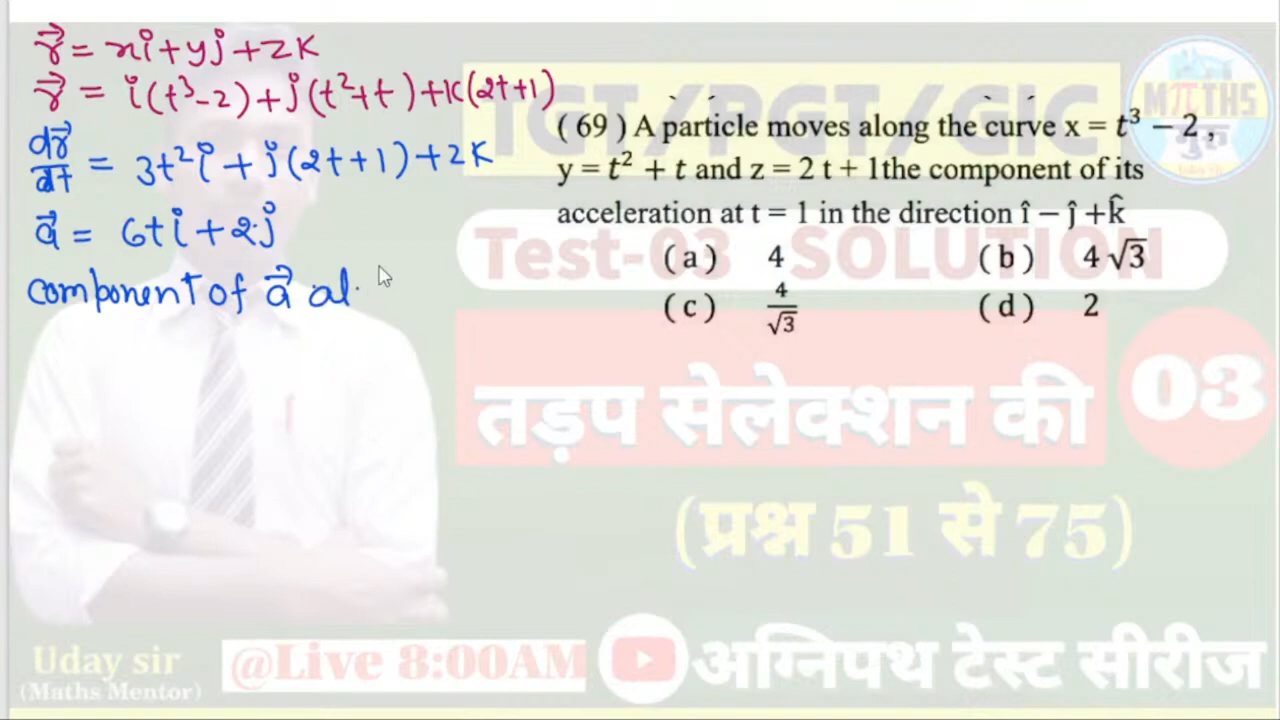 r⃗ = xi + yj + zk
r⃗ = i(t³-2) + j(t²+t) + k(2t+1)
dr⃗/dt = 3t²i + j(2t+1) + 2k
a⃗ = 6ti + 2j
component of a⃗ al
TGT/PGT/GIC
MπTHS
गुरु
( 69 ) A particle moves along the curve x = t³ − 2 ,
y = t² + t and z = 2 t + 1the component of its
acceleration at t = 1 in the direction î − ĵ +k̂
Test-03 SOLUTION
( a ) 4 ( b ) 4 √3
( c ) 4/√3 ( d ) 2
तड़प सेलेक्शन की 03
(प्रश्न 51 से 75)
Uday sir
(Maths Mentor)
@Live 8:00AM
अग्निपथ टेस्ट सीरीज